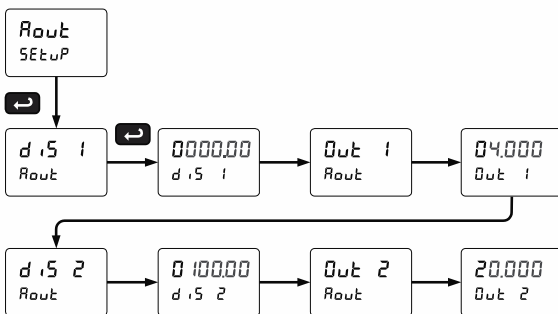 Aout
SEtuP
diS 1
Aout
0000.00
diS 1
Out 1
Aout
04.000
Out 1
diS 2
Aout
0100.00
diS 2
Out 2
Aout
20.000
Out 2